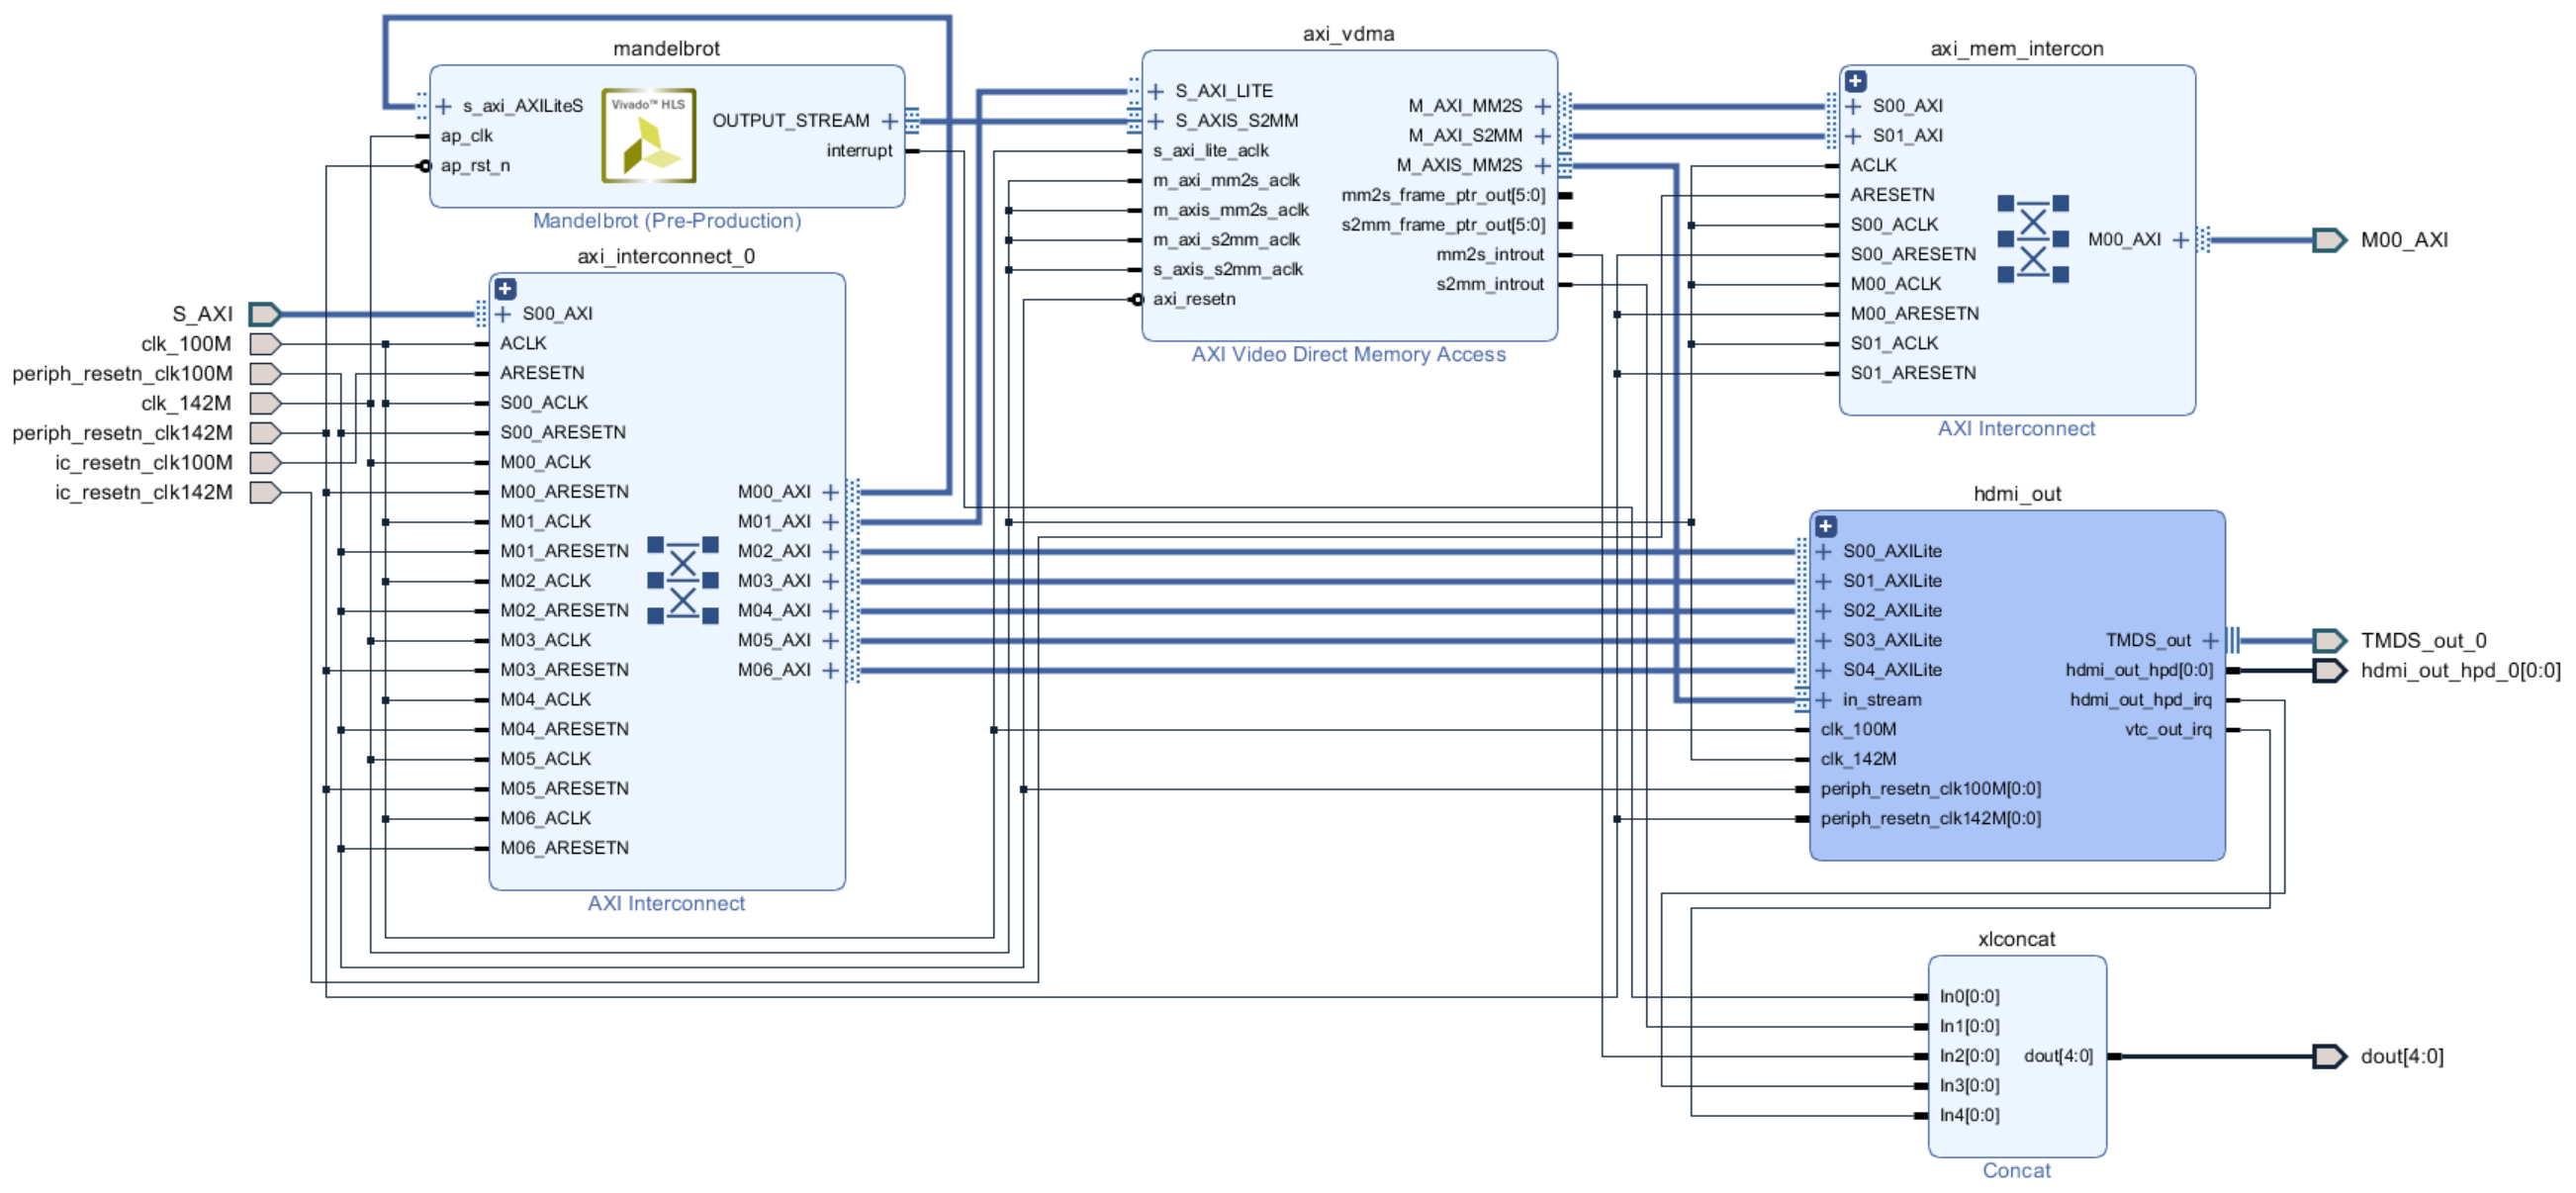 mandelbrot
s_axi_AXILiteS
ap_clk
ap_rst_n
Vivado™ HLS
OUTPUT_STREAM
interrupt
Mandelbrot (Pre-Production)
S_AXI
clk_100M
periph_resetn_clk100M
clk_142M
periph_resetn_clk142M
ic_resetn_clk100M
ic_resetn_clk142M
axi_interconnect_0
S00_AXI
ACLK
ARESETN
S00_ACLK
S00_ARESETN
M00_ACLK
M00_ARESETN
M01_ACLK
M01_ARESETN
M02_ACLK
M02_ARESETN
M03_ACLK
M03_ARESETN
M04_ACLK
M04_ARESETN
M05_ACLK
M05_ARESETN
M06_ACLK
M06_ARESETN
M00_AXI
M01_AXI
M02_AXI
M03_AXI
M04_AXI
M05_AXI
M06_AXI
AXI Interconnect
axi_vdma
S_AXI_LITE
S_AXIS_S2MM
s_axi_lite_aclk
m_axi_mm2s_aclk
m_axis_mm2s_aclk
m_axi_s2mm_aclk
s_axis_s2mm_aclk
axi_resetn
M_AXI_MM2S
M_AXI_S2MM
M_AXIS_MM2S
mm2s_frame_ptr_out[5:0]
s2mm_frame_ptr_out[5:0]
mm2s_introut
s2mm_introut
AXI Video Direct Memory Access
axi_mem_intercon
S00_AXI
S01_AXI
ACLK
ARESETN
S00_ACLK
S00_ARESETN
M00_ACLK
M00_ARESETN
S01_ACLK
S01_ARESETN
M00_AXI
AXI Interconnect
M00_AXI
hdmi_out
S00_AXILite
S01_AXILite
S02_AXILite
S03_AXILite
S04_AXILite
in_stream
clk_100M
clk_142M
periph_resetn_clk100M[0:0]
periph_resetn_clk142M[0:0]
TMDS_out
hdmi_out_hpd[0:0]
hdmi_out_hpd_irq
vtc_out_irq
TMDS_out_0
hdmi_out_hpd_0[0:0]
xlconcat
In0[0:0]
In1[0:0]
In2[0:0]
In3[0:0]
In4[0:0]
dout[4:0]
Concat
dout[4:0]